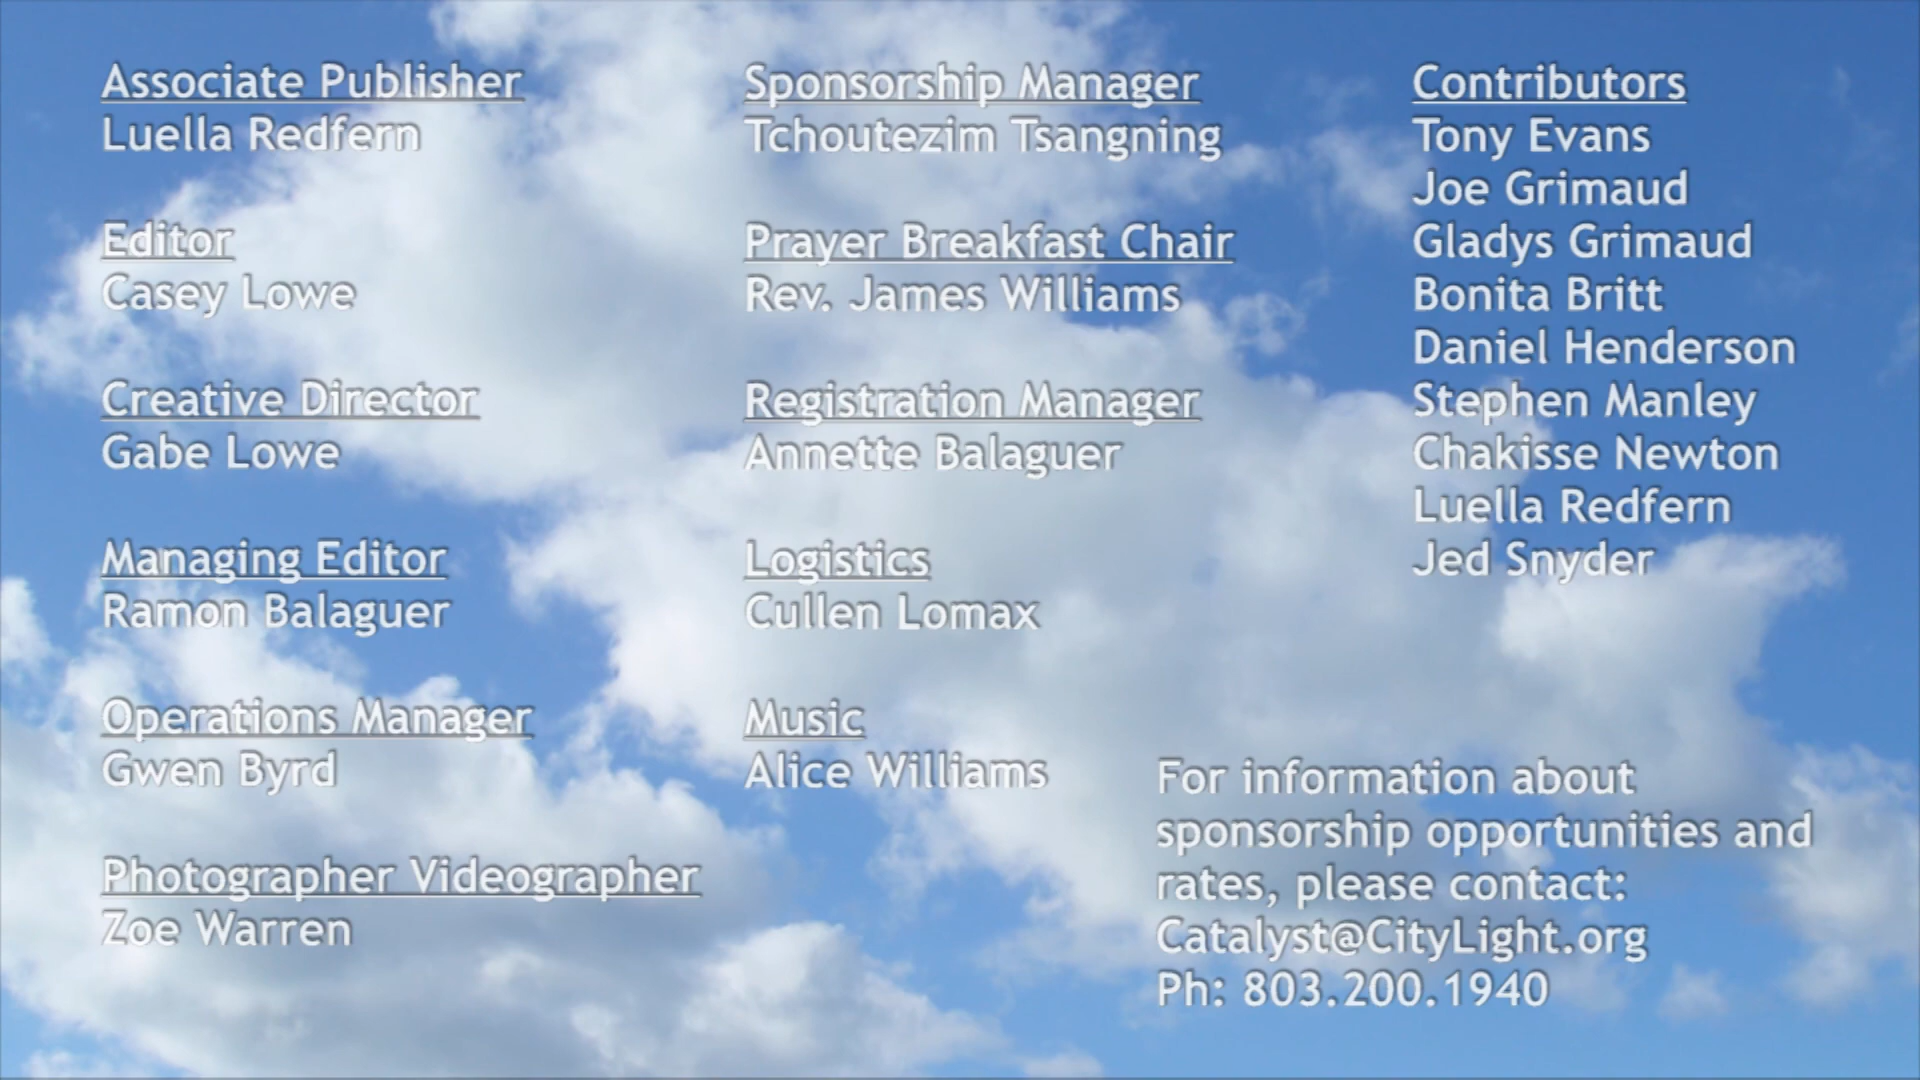 Associate Publisher
Luella Redfern
Editor
Casey Lowe
Creative Director
Gabe Lowe
Managing Editor
Ramon Balaguer
Operations Manager
Gwen Byrd
Photographer Videographer
Zoe Warren
Sponsorship Manager
Tchoutezim Tsangning
Prayer Breakfast Chair
Rev. James Williams
Registration Manager
Annette Balaguer
Logistics
Cullen Lomax
Music
Alice Williams
Contributors
Tony Evans
Joe Grimaud
Gladys Grimaud
Bonita Britt
Daniel Henderson
Stephen Manley
Chakisse Newton
Luella Redfern
Jed Snyder
For information about
sponsorship opportunities and
rates, please contact:
Catalyst@CityLight.org
Ph: 803.200.1940